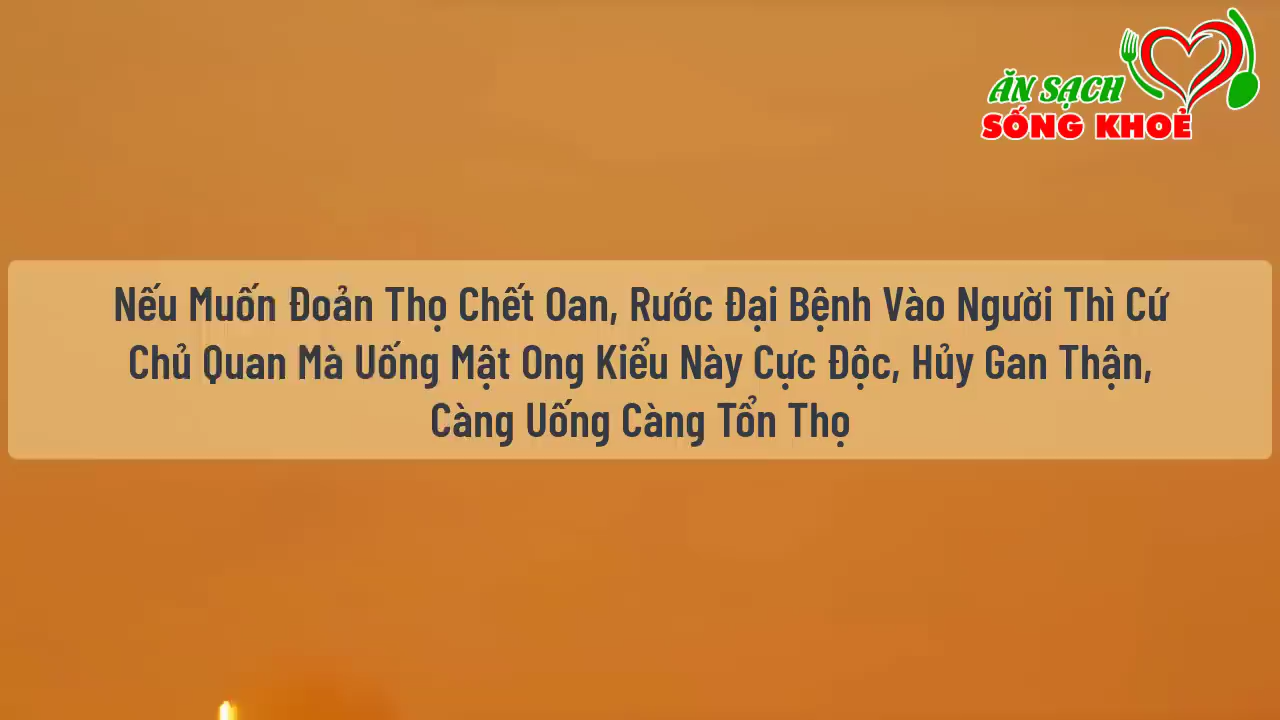 ĂN SẠCH
SỐNG KHOẺ
Nếu Muốn Đoản Thọ Chết Oan, Rước Đại Bệnh Vào Người Thì Cứ
Chủ Quan Mà Uống Mật Ong Kiểu Này Cực Độc, Hủy Gan Thận,
Càng Uống Càng Tổn Thọ